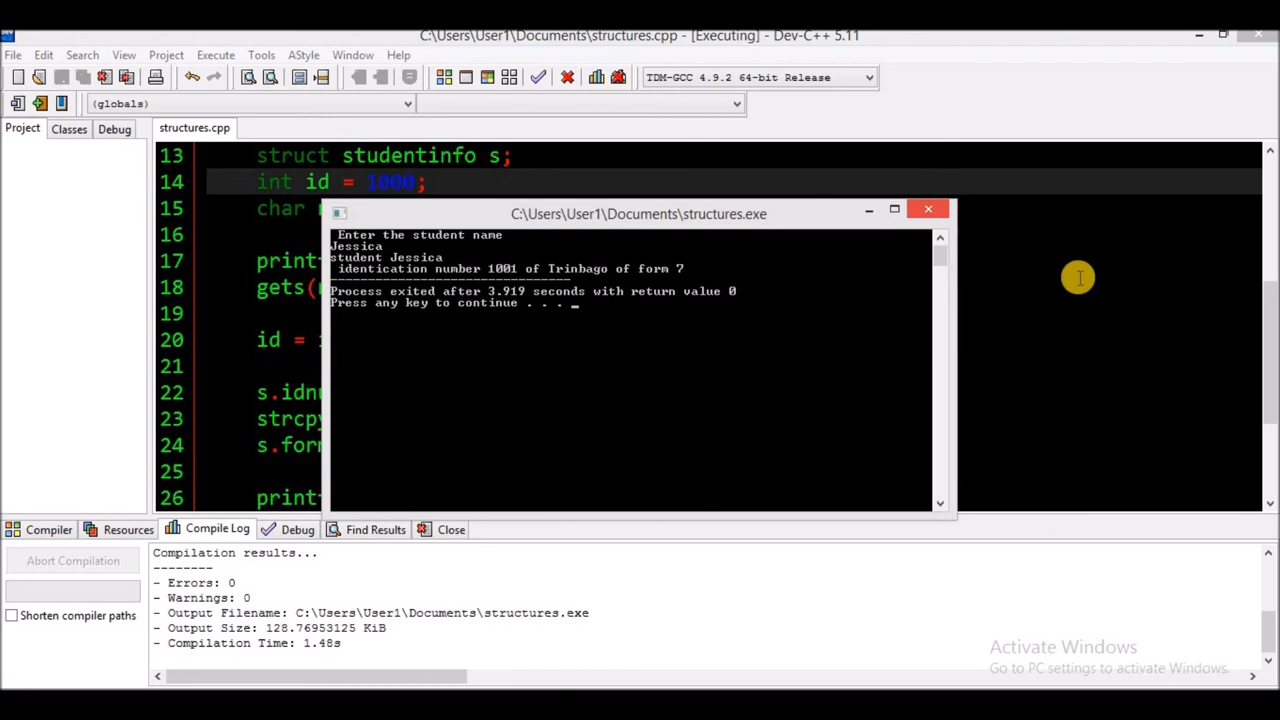 C:\Users\User1\Documents\structures.cpp - [Executing] - Dev-C++ 5.11
File Edit Search View Project Execute Tools AStyle Window Help
TDM-GCC 4.9.2 64-bit Release
(globals)
Project Classes Debug structures.cpp
13 struct studentinfo s;
14 int id = 1000;
15 char
16
17
18 gets(
20 id =
21
22
23
24
25
26
C:\Users\User1\Documents\structures.exe
Enter the student name
Jessica
student Jessica
identication number 1001 of Trinbago of form 7
--------------------------------
Process exited after 3.919 seconds with return value 0
Press any key to continue . . . _
Compiler Resources Compile Log Debug Find Results Close
Abort Compilation
Shorten compiler paths
Compilation results...
--------
- Errors: 0
- Warnings: 0
- Output Filename: C:\Users\User1\Documents\structures.exe
- Output Size: 128.76953125 KiB
- Compilation Time: 1.48s
Activate Windows
Go to PC settings to activate Windows.